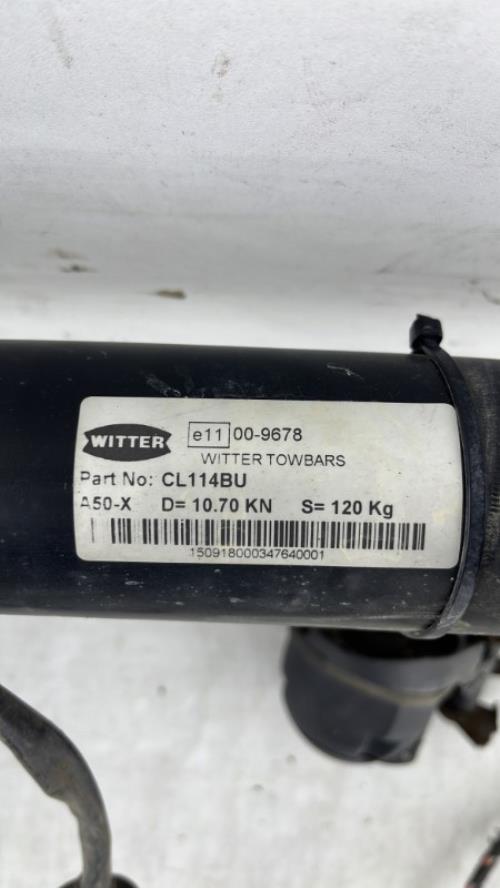 WITTER
e11 00-9678
WITTER TOWBARS
Part No: CL114BU
A50-X D= 10.70 KN S= 120 Kg
150918000347640001